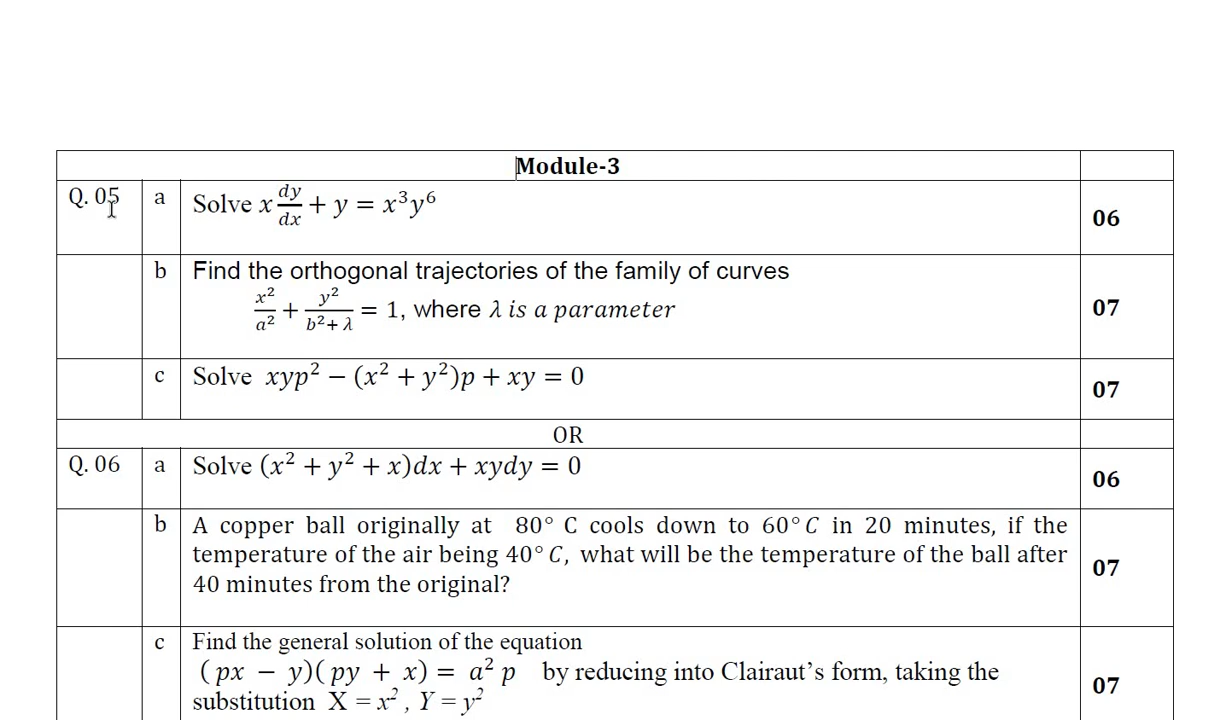 Module-3
Q. 05 a Solve x dy/dx + y = x³y⁶ 06
b Find the orthogonal trajectories of the family of curves
x²/a² + y²/(b²+ λ) = 1, where λ is a parameter 07
c Solve xyp² − (x² + y²)p + xy = 0 07
OR
Q. 06 a Solve (x² + y² + x)dx + xydy = 0 06
b A copper ball originally at 80° C cools down to 60° C in 20 minutes, if the
temperature of the air being 40° C, what will be the temperature of the ball after 07
40 minutes from the original?
c Find the general solution of the equation
(px − y)(py + x) = a² p by reducing into Clairaut’s form, taking the 07
substitution X = x² , Y = y²